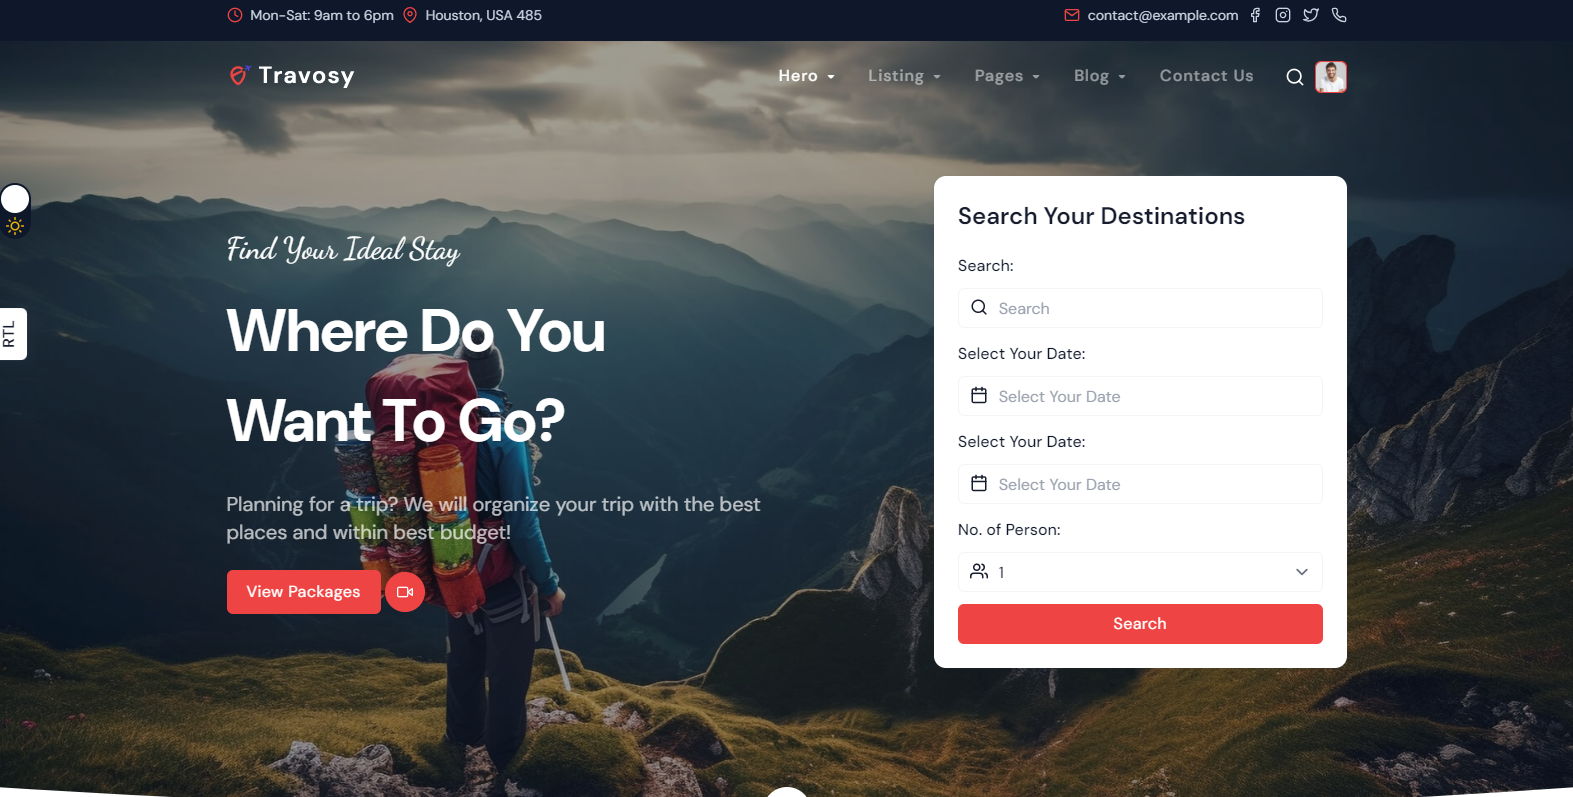 Mon-Sat: 9am to 6pm
Houston, USA 485
contact@example.com
Travosy
Hero
Listing
Pages
Blog
Contact Us
Find Your Ideal Stay
Where Do You
Want To Go?
Planning for a trip? We will organize your trip with the best
places and within best budget!
View Packages
RTL
Search Your Destinations
Search:
Search
Select Your Date:
Select Your Date
Select Your Date:
Select Your Date
No. of Person:
1
Search